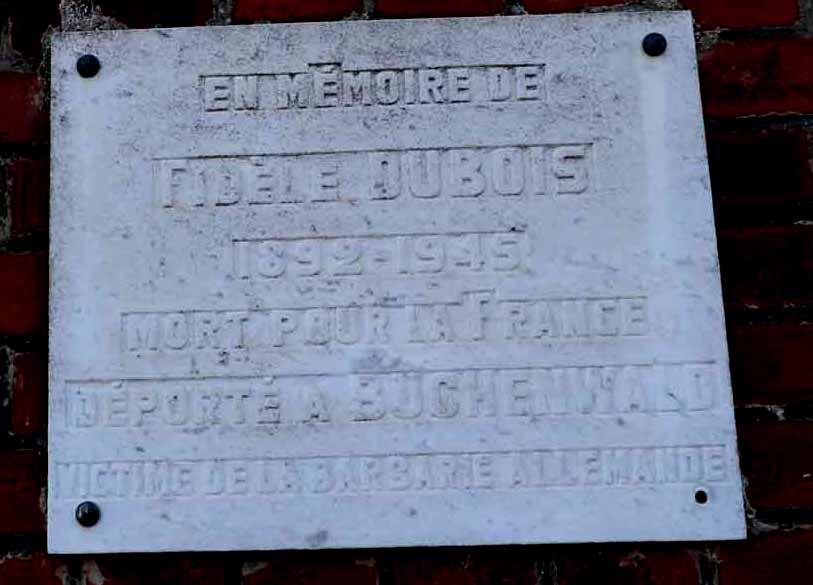 EN MÉMOIRE DE
FIDÈLE DUBOIS
1892-1945
MORT POUR LA FRANCE
DÉPORTÉ A BUCHENWALD
VICTIME DE LA BARBARIE ALLEMANDE